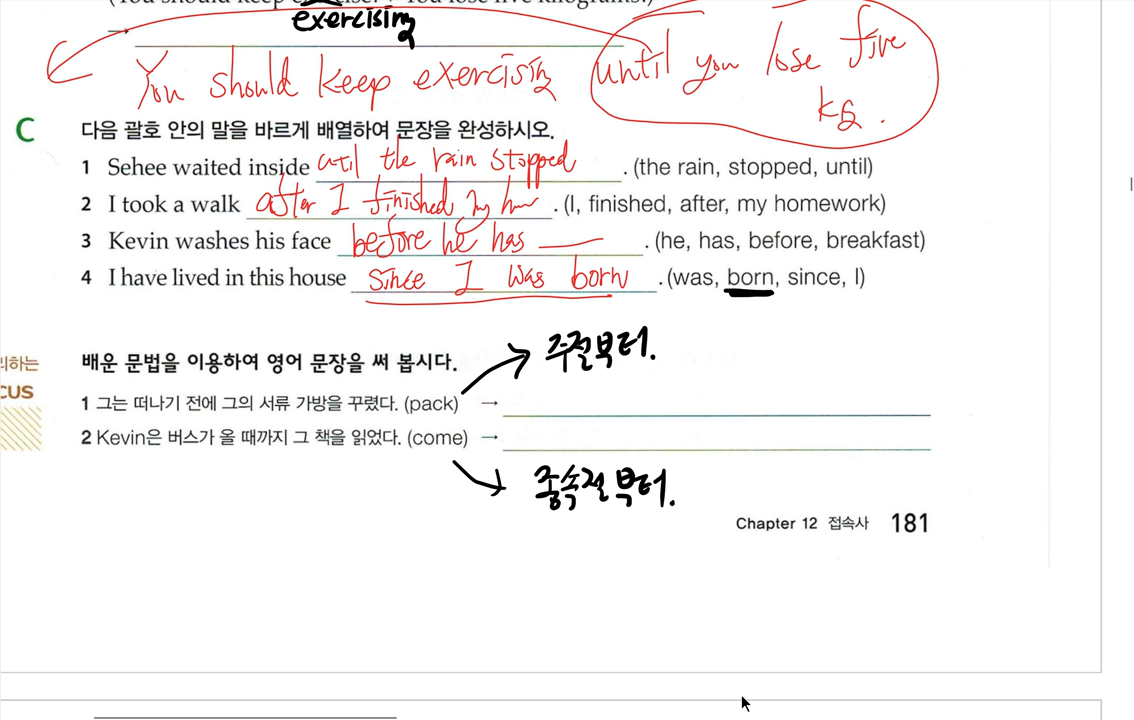 exercising
→
You should keep exercising until you lose five
kg.
C 다음 괄호 안의 말을 바르게 배열하여 문장을 완성하시오.
1 Sehee waited inside until the rain stopped . (the rain, stopped, until)
2 I took a walk after I finished my . (I, finished, after, my homework)
3 Kevin washes his face before he has . (he, has, before, breakfast)
4 I have lived in this house since I was born . (was, born, since, I)
주절부터.
리하는 배운 문법을 이용하여 영어 문장을 써 봅시다.
CUS
1 그는 떠나기 전에 그의 서류 가방을 꾸렸다. (pack) →
2 Kevin은 버스가 올 때까지 그 책을 읽었다. (come) →
종속절부터.
Chapter 12 접속사 181